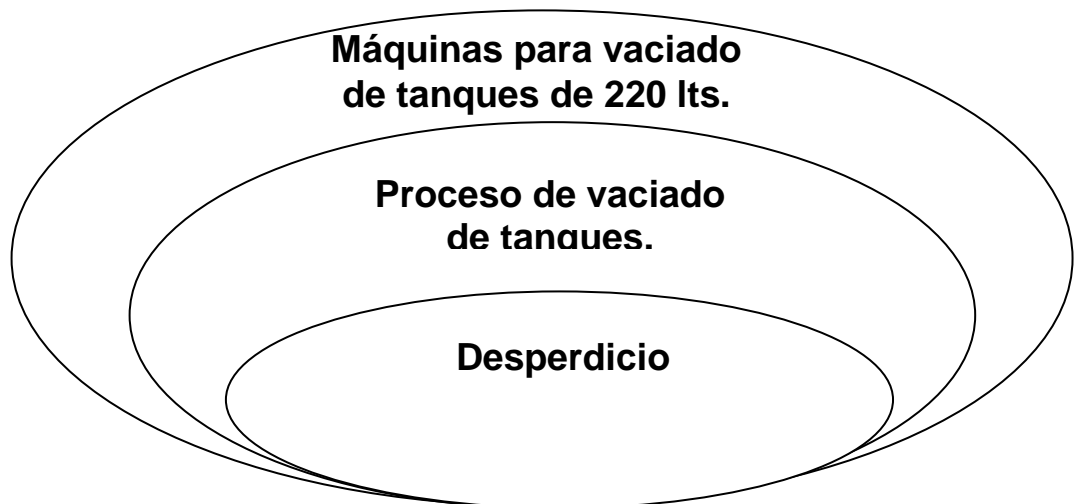 Máquinas para vaciado
de tanques de 220 lts.
Proceso de vaciado
de tanques.
Desperdicio